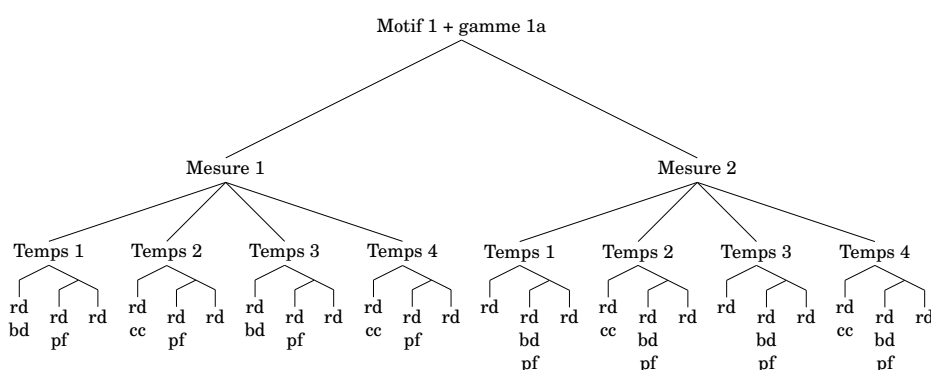 Motif 1 + gamme 1a
Mesure 1 Mesure 2
Temps 1 Temps 2 Temps 3 Temps 4 Temps 1 Temps 2 Temps 3 Temps 4
rd rd rd rd rd rd rd rd rd rd rd rd rd rd rd rd rd rd rd rd rd rd rd rd
bd pf cc pf bd pf cc pf bd cc bd bd cc bd
pf pf pf pf